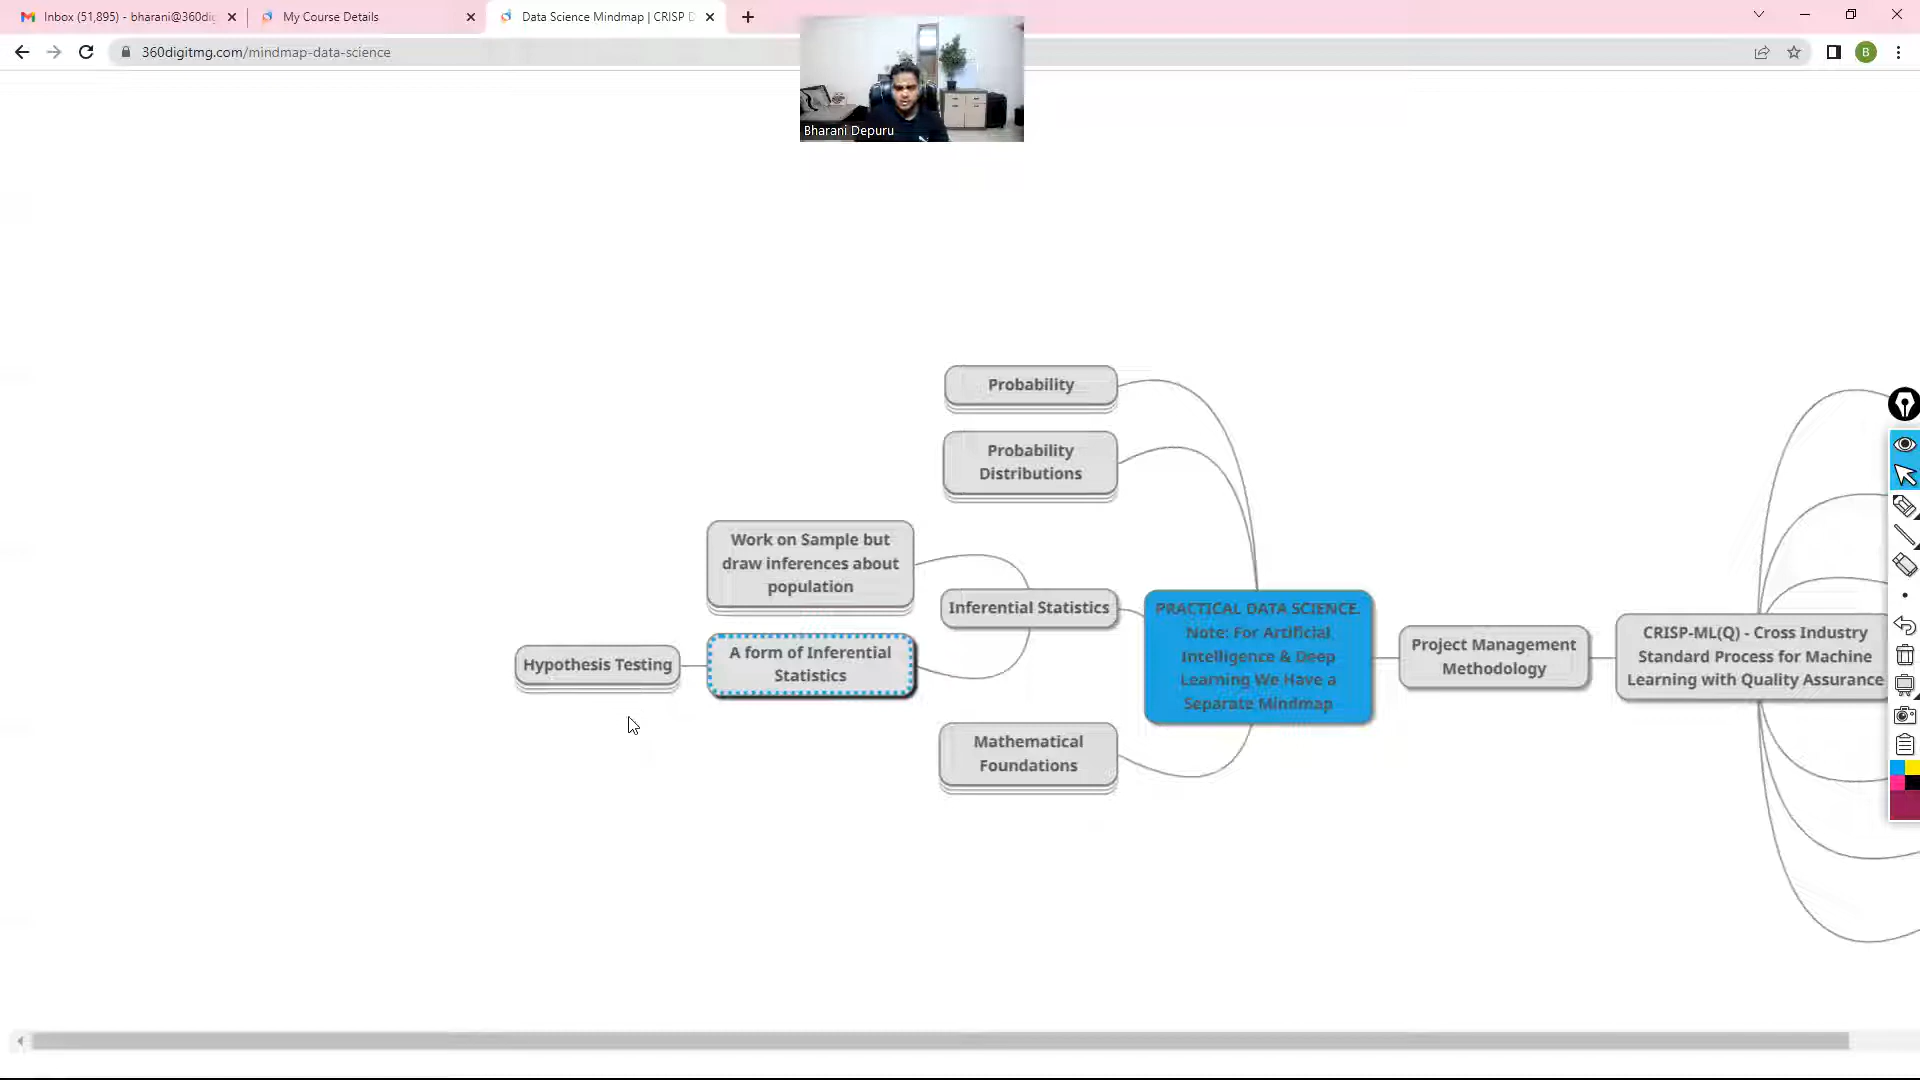 Inbox (51,895) - bharani@360dig
My Course Details
Data Science Mindmap | CRISP D
360digitmg.com/mindmap-data-science
B
Bharani Depuru
Probability
Probability
Distributions
Work on Sample but
draw inferences about
population
Inferential Statistics
A form of Inferential
Statistics
Hypothesis Testing
Mathematical
Foundations
PRACTICAL DATA SCIENCE.
Note: For Artificial
Intelligence & Deep
Learning We Have a
Separate Mindmap
Project Management
Methodology
CRISP-ML(Q) - Cross Industry
Standard Process for Machine
Learning with Quality Assurance